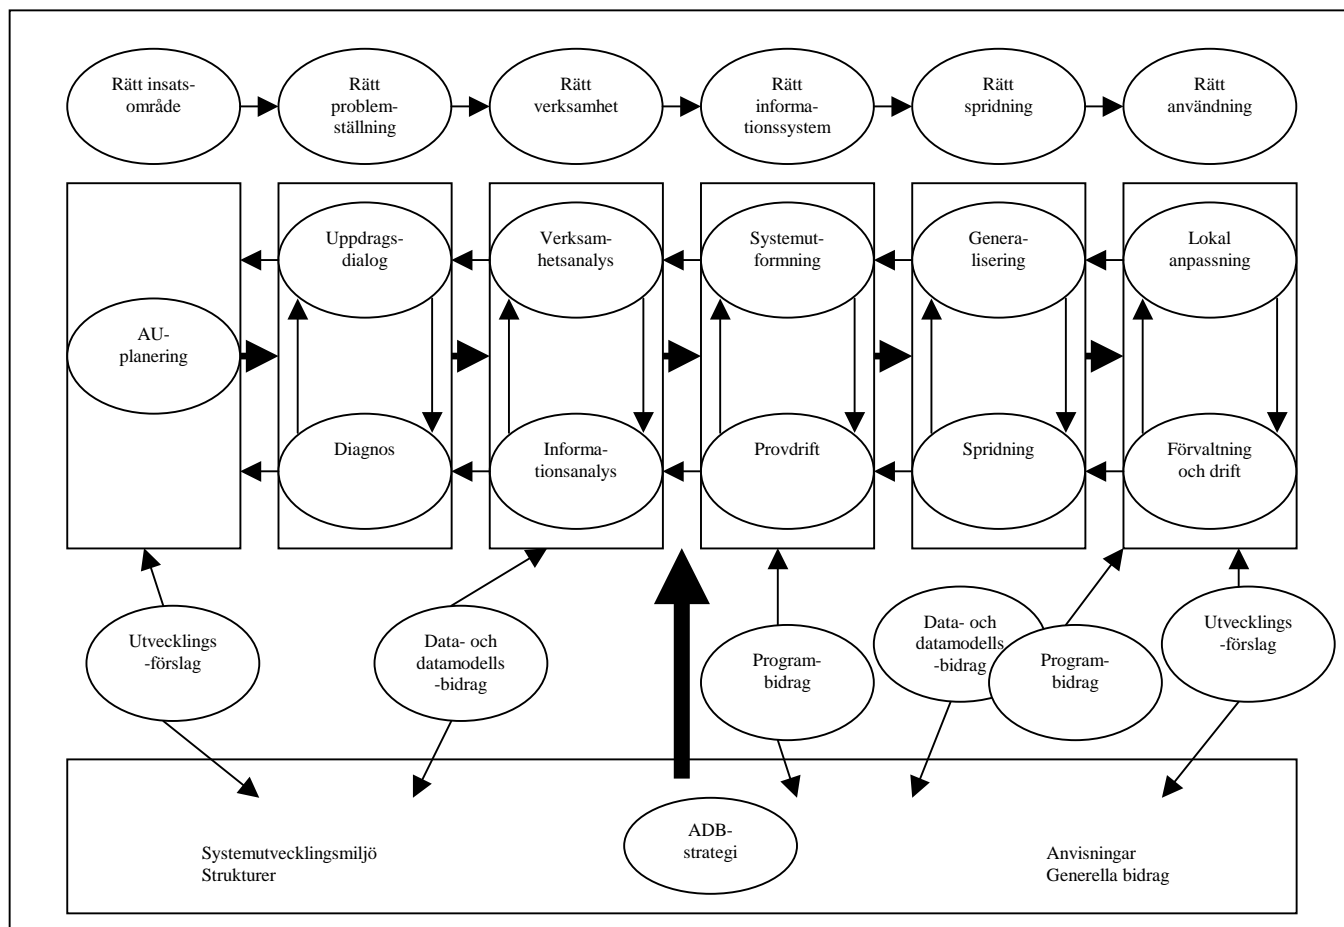 Rätt insats-
område
Rätt
problem-
ställning
Rätt
verksamhet
Rätt
informa-
tionssystem
Rätt
spridning
Rätt
användning
Uppdrags-
dialog
Verksam-
hetsanalys
Systemut-
formning
Genera-
lisering
Lokal
anpassning
AU-
planering
Diagnos
Informa-
tionsanalys
Provdrift
Spridning
Förvaltning
och drift
Utvecklings
-förslag
Data- och
datamodells
-bidrag
Program-
bidrag
Data- och
datamodells
-bidrag
Program-
bidrag
Utvecklings
-förslag
Systemutvecklingsmiljö
Strukturer
ADB-
strategi
Anvisningar
Generella bidrag